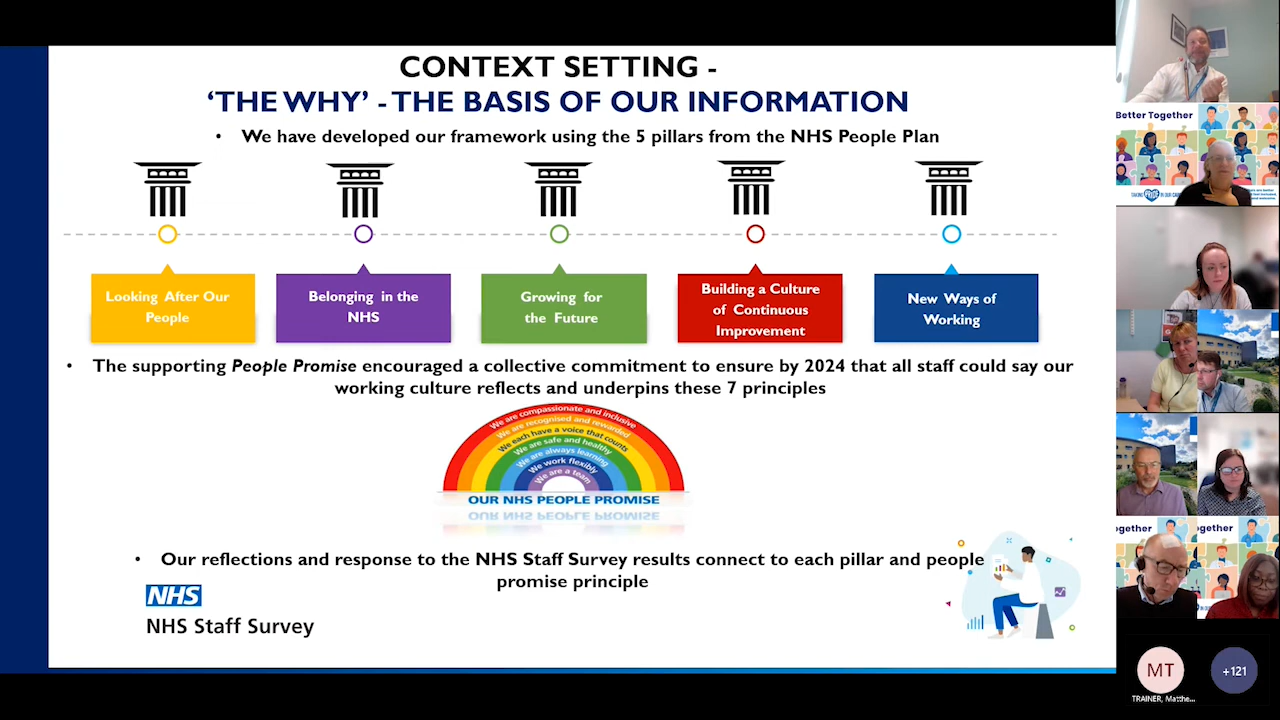 CONTEXT SETTING -
‘THE WHY’ - THE BASIS OF OUR INFORMATION
• We have developed our framework using the 5 pillars from the NHS People Plan
Looking After Our
People
Belonging in the
NHS
Growing for
the Future
Building a Culture
of Continuous
Improvement
New Ways of
Working
• The supporting People Promise encouraged a collective commitment to ensure by 2024 that all staff could say our
working culture reflects and underpins these 7 principles
We are compassionate and inclusive
We are recognised and rewarded
We each have a voice that counts
We are safe and healthy
We are always learning
We work flexibly
We are a team
OUR NHS PEOPLE PROMISE
• Our reflections and response to the NHS Staff Survey results connect to each pillar and people
promise principle
NHS
NHS Staff Survey
Better Together
TAKING PRIDE IN OUR
ogether
ogether
MT
+121
TRAINER, Matthe...